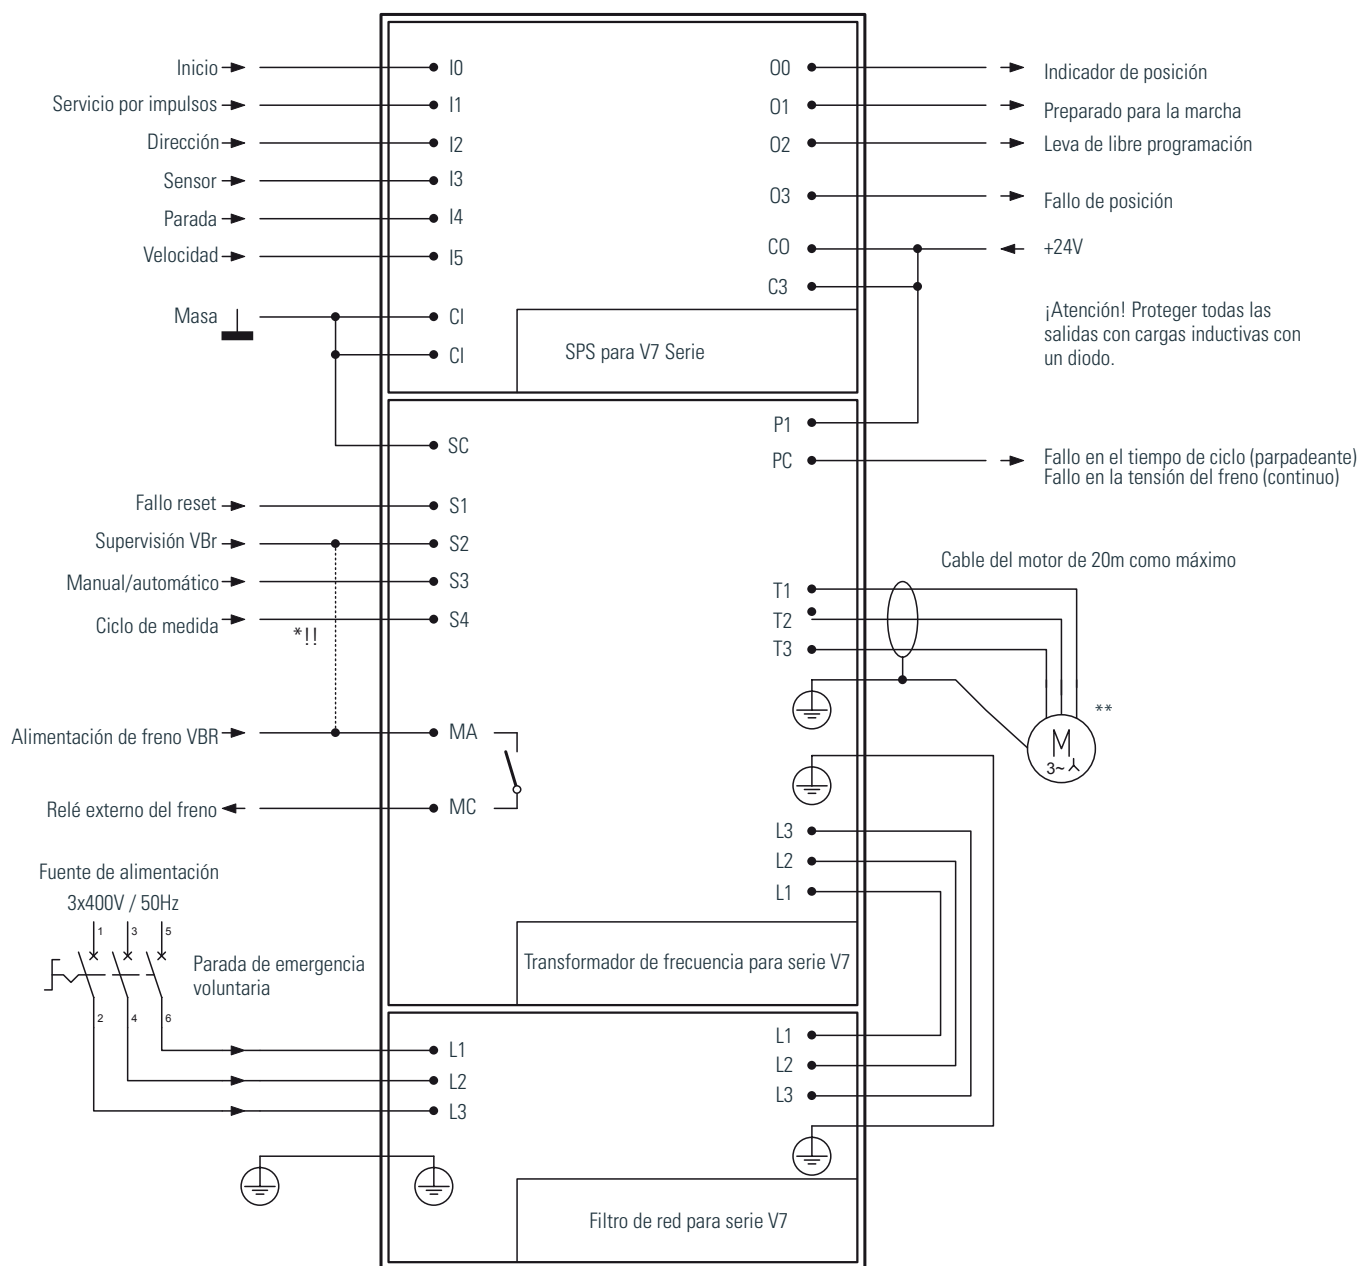 Inicio
I0
O0
Indicador de posición
Servicio por impulsos
I1
O1
Preparado para la marcha
Dirección
I2
O2
Leva de libre programación
Sensor
I3
O3
Fallo de posición
Parada
I4
Velocidad
I5
CO
+24V
C3
Masa
CI
CI
SPS para V7 Serie
¡Atención! Proteger todas las
salidas con cargas inductivas con
un diodo.
P1
SC
PC
Fallo en el tiempo de ciclo (parpadeante)
Fallo en la tensión del freno (continuo)
Fallo reset
S1
Supervisión VBr
S2
Manual/automático
S3
Ciclo de medida
*!!
S4
Cable del motor de 20m como máximo
T1
T2
T3
**
M
3~
Alimentación de freno VBR
MA
Relé externo del freno
MC
L3
L2
L1
Fuente de alimentación
3x400V / 50Hz
1
3
5
Parada de emergencia
voluntaria
2
4
6
Transformador de frecuencia para serie V7
L1
L2
L3
L1
L2
L3
Filtro de red para serie V7